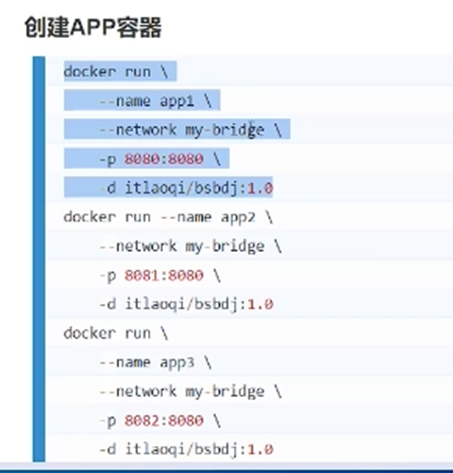 创建APP容器
docker run \
--name app1 \
--network my-bridge \
-p 8080:8080 \
-d itlaoqi/bsbdj:1.0
docker run --name app2 \
--network my-bridge \
-p 8081:8080 \
-d itlaoqi/bsbdj:1.0
docker run \
--name app3 \
--network my-bridge \
-p 8082:8080 \
-d itlaoqi/bsbdj:1.0